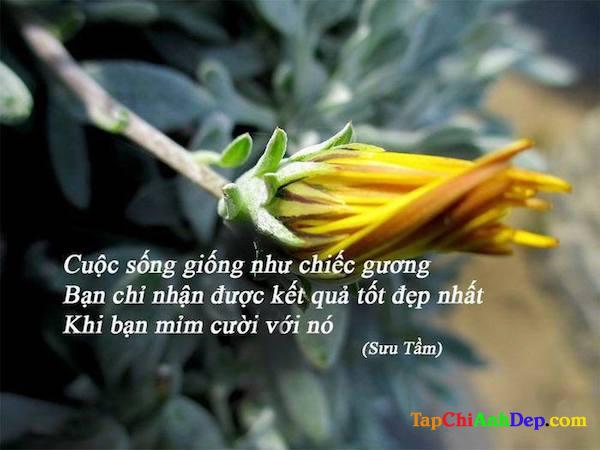 Cuộc sống giống như chiếc gương
Bạn chỉ nhận được kết quả tốt đẹp nhất
Khi bạn mỉm cười với nó
(Sưu Tầm)
TapChiAnhDep.com